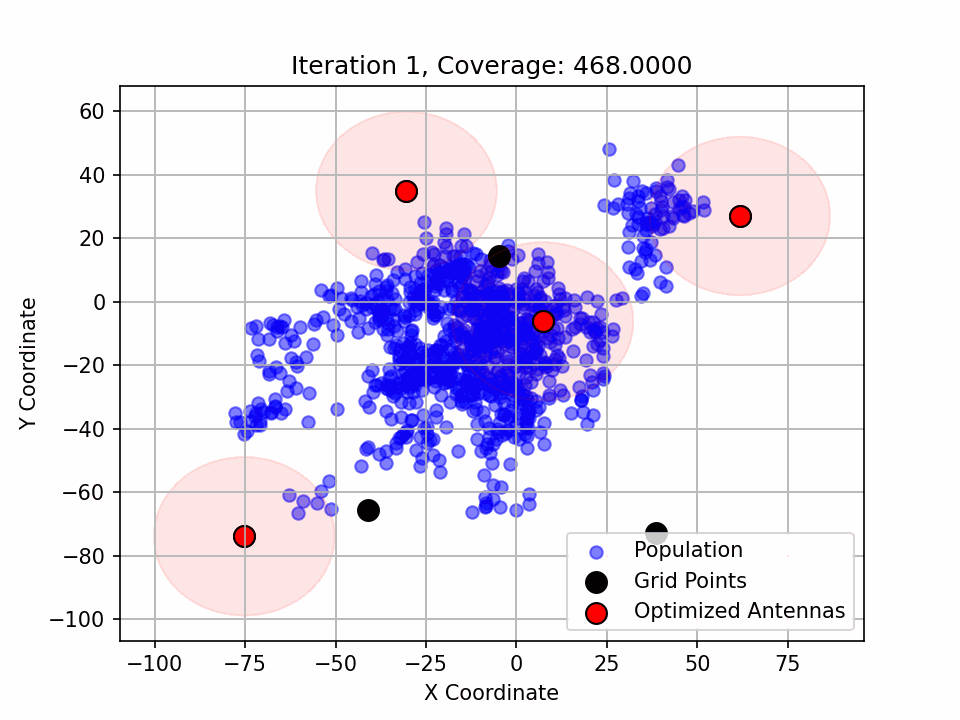 Iteration 1, Coverage: 468.0000
60
40
20
0
−20
−40
−60
−80
−100
Y Coordinate
−100 −75 −50 −25 0 25 50 75
X Coordinate
Population
Grid Points
Optimized Antennas